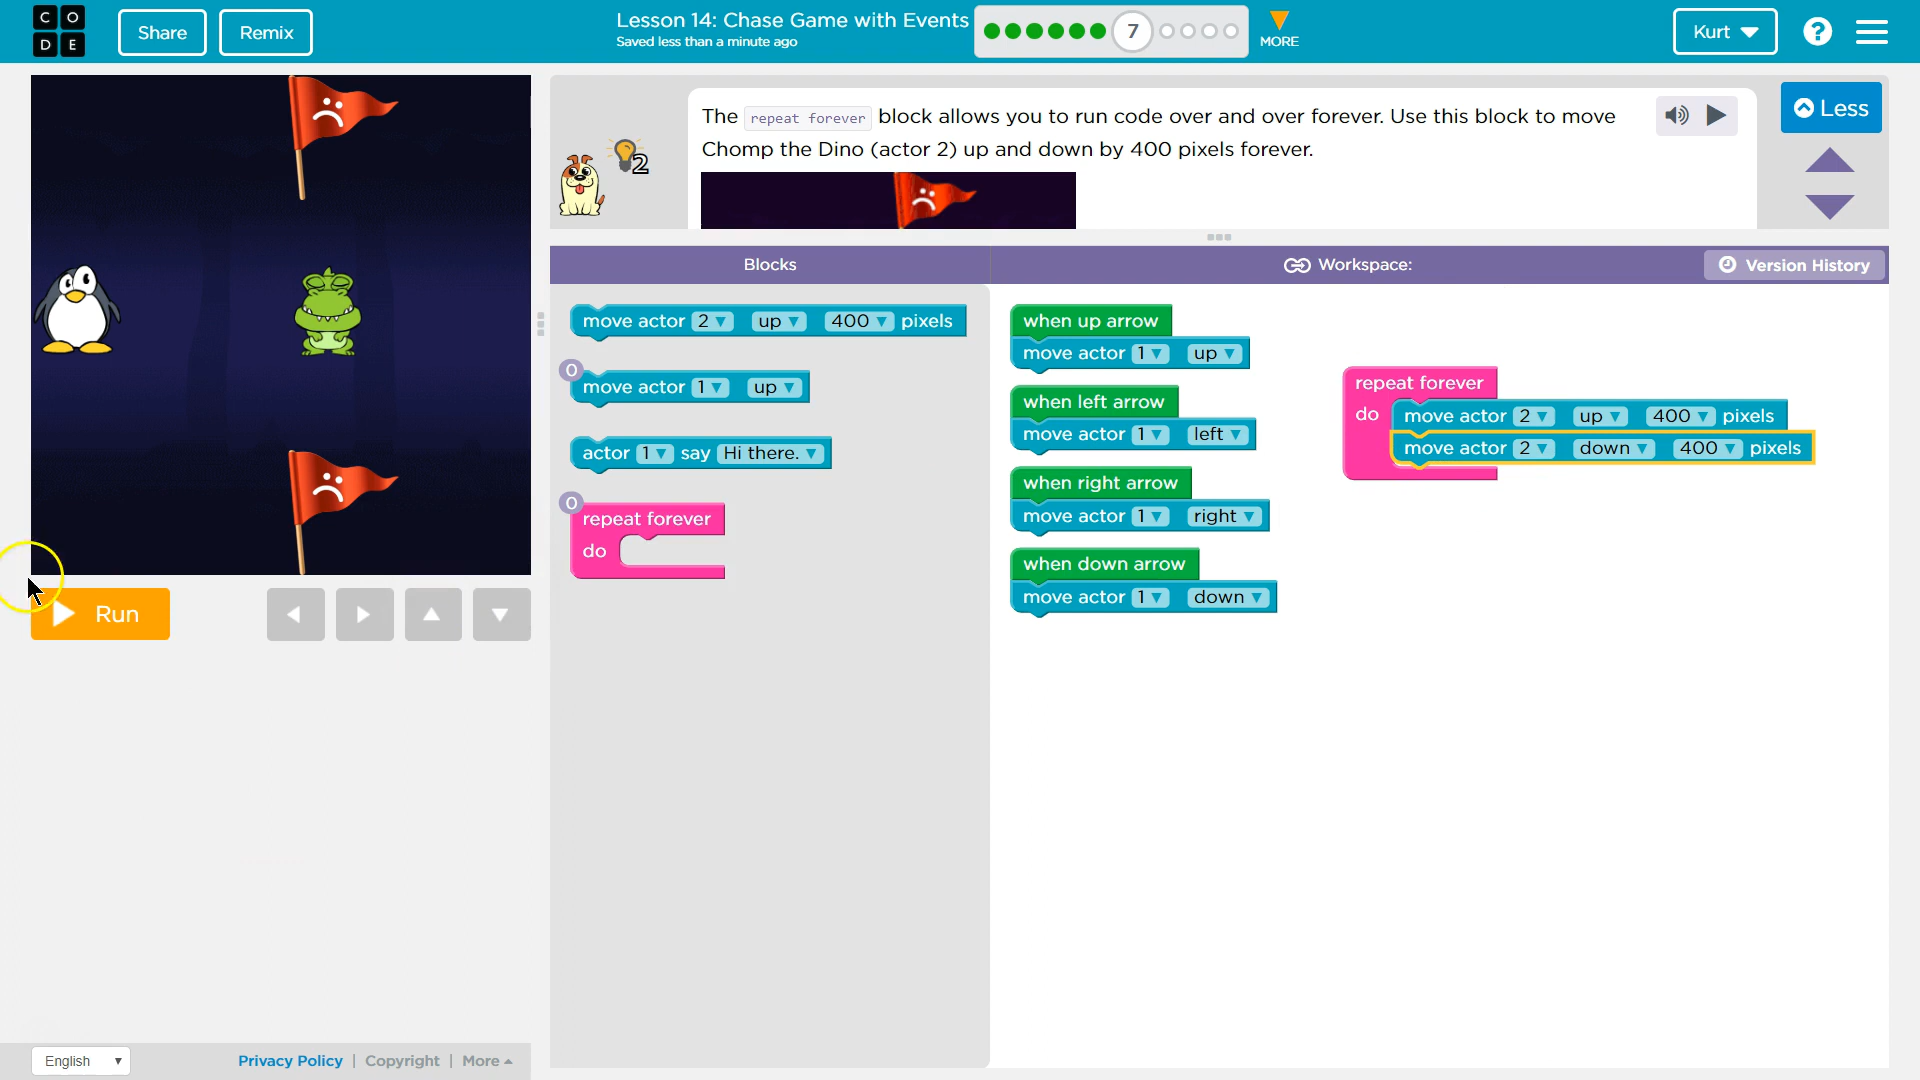 CO
DE
Share
Remix
Lesson 14: Chase Game with Events
Saved less than a minute ago
7
MORE
Kurt
?
The repeat forever block allows you to run code over and over forever. Use this block to move
Chomp the Dino (actor 2) up and down by 400 pixels forever.
Less
2
Blocks
Workspace:
Version History
move actor 2 up 400 pixels
0
move actor 1 up
actor 1 say Hi there.
0
repeat forever
do
when up arrow
move actor 1 up
when left arrow
move actor 1 left
when right arrow
move actor 1 right
when down arrow
move actor 1 down
repeat forever
do
move actor 2 up 400 pixels
move actor 2 down 400 pixels
Run
English
Privacy Policy | Copyright | More